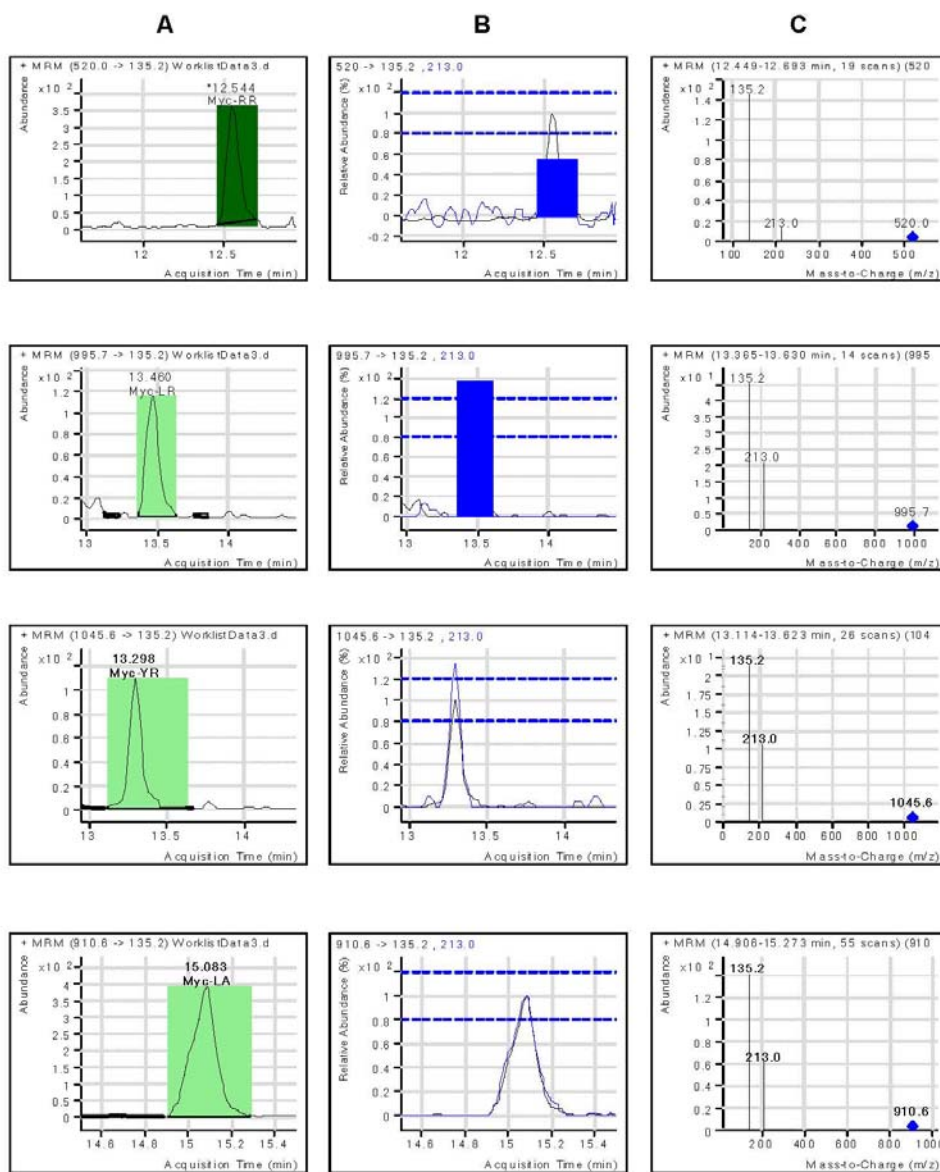 A B C
+ MRM (520.0 -> 135.2) WorklistData3.d
Abundance
x10 2
*12.544
Myc-RR
3.5
3
2.5
2
1.5
1
0.5
0
12 12.5
Acquisition Time (min)
520 -> 135.2 , 213.0
Relative Abundance (%)
x10 2
1.2
1
0.8
0.6
0.4
0.2
0
-0.2
12 12.5
Acquisition Time (min)
+ MRM (12.449-12.693 min, 19 scans) (520
Abundance
x10 2
135.2
213.0
520.0
1.4
1.2
1
0.8
0.6
0.4
0.2
0
100 200 300 400 500
Mass-to-Charge (m/z)
+ MRM (995.7 -> 135.2) WorklistData3.d
Abundance
x10 2
13.460
Myc-LR
1.2
1
0.8
0.6
0.4
0.2
0
13 13.5 14
Acquisition Time (min)
995.7 -> 135.2 , 213.0
Relative Abundance (%)
x10 2
1.2
1
0.8
0.6
0.4
0.2
0
13 13.5 14
Acquisition Time (min)
+ MRM (13.365-13.630 min, 14 scans) (995
Abundance
x10 1
135.2
213.0
995.7
4
3.5
3
2.5
2
1.5
1
0.5
0
200 400 600 800 1000
Mass-to-Charge (m/z)
+ MRM (1045.6 -> 135.2) WorklistData3.d
Abundance
x10 2
13.298
Myc-YR
1
0.8
0.6
0.4
0.2
0
13 13.5 14
Acquisition Time (min)
1045.6 -> 135.2 , 213.0
Relative Abundance (%)
x10 2
1.2
1
0.8
0.6
0.4
0.2
0
13 13.5 14
Acquisition Time (min)
+ MRM (13.114-13.623 min, 26 scans) (104
Abundance
x10 1
135.2
213.0
1045.6
2
1.75
1.5
1.25
1
0.75
0.5
0.25
0
0 200 400 600 800 1000
Mass-to-Charge (m/z)
+ MRM (910.6 -> 135.2) WorklistData3.d
Abundance
x10 2
15.083
Myc-LA
4
3.5
3
2.5
2
1.5
1
0.5
0
14.6 14.8 15 15.2 15.4
Acquisition Time (min)
910.6 -> 135.2 , 213.0
Relative Abundance (%)
x10 2
1.2
1
0.8
0.6
0.4
0.2
0
14.6 14.8 15 15.2 15.4
Acquisition Time (min)
+ MRM (14.906-15.273 min, 55 scans) (910
Abundance
x10 2
135.2
213.0
910.6
1.2
1
0.8
0.6
0.4
0.2
0
200 400 600 800
Mass-to-Charge (m/z)